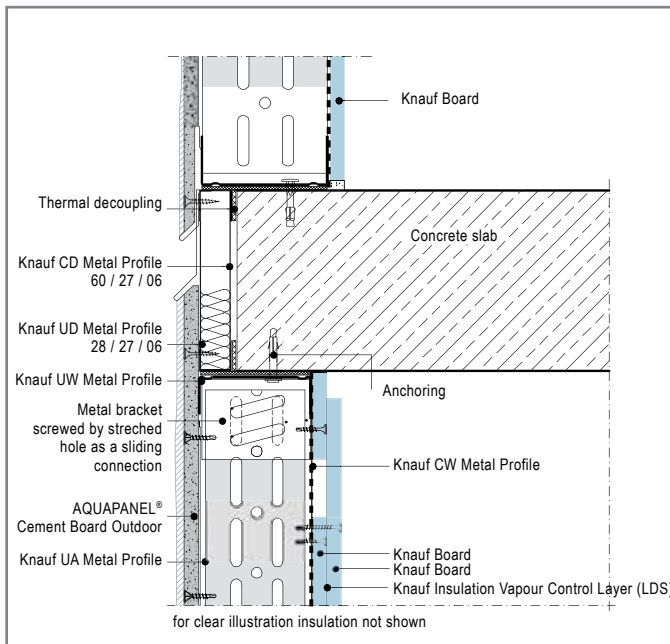 Knauf Board
Thermal decoupling
Concrete slab
Knauf CD Metal Profile
60 / 27 / 06
Knauf UD Metal Profile
28 / 27 / 06
Knauf UW Metal Profile
Anchoring
Metal bracket
screwed by streched
hole as a sliding
connection
Knauf CW Metal Profile
AQUAPANEL®
Cement Board Outdoor
Knauf UA Metal Profile
Knauf Board
Knauf Board
Knauf Insulation Vapour Control Layer (LDS)
for clear illustration insulation not shown